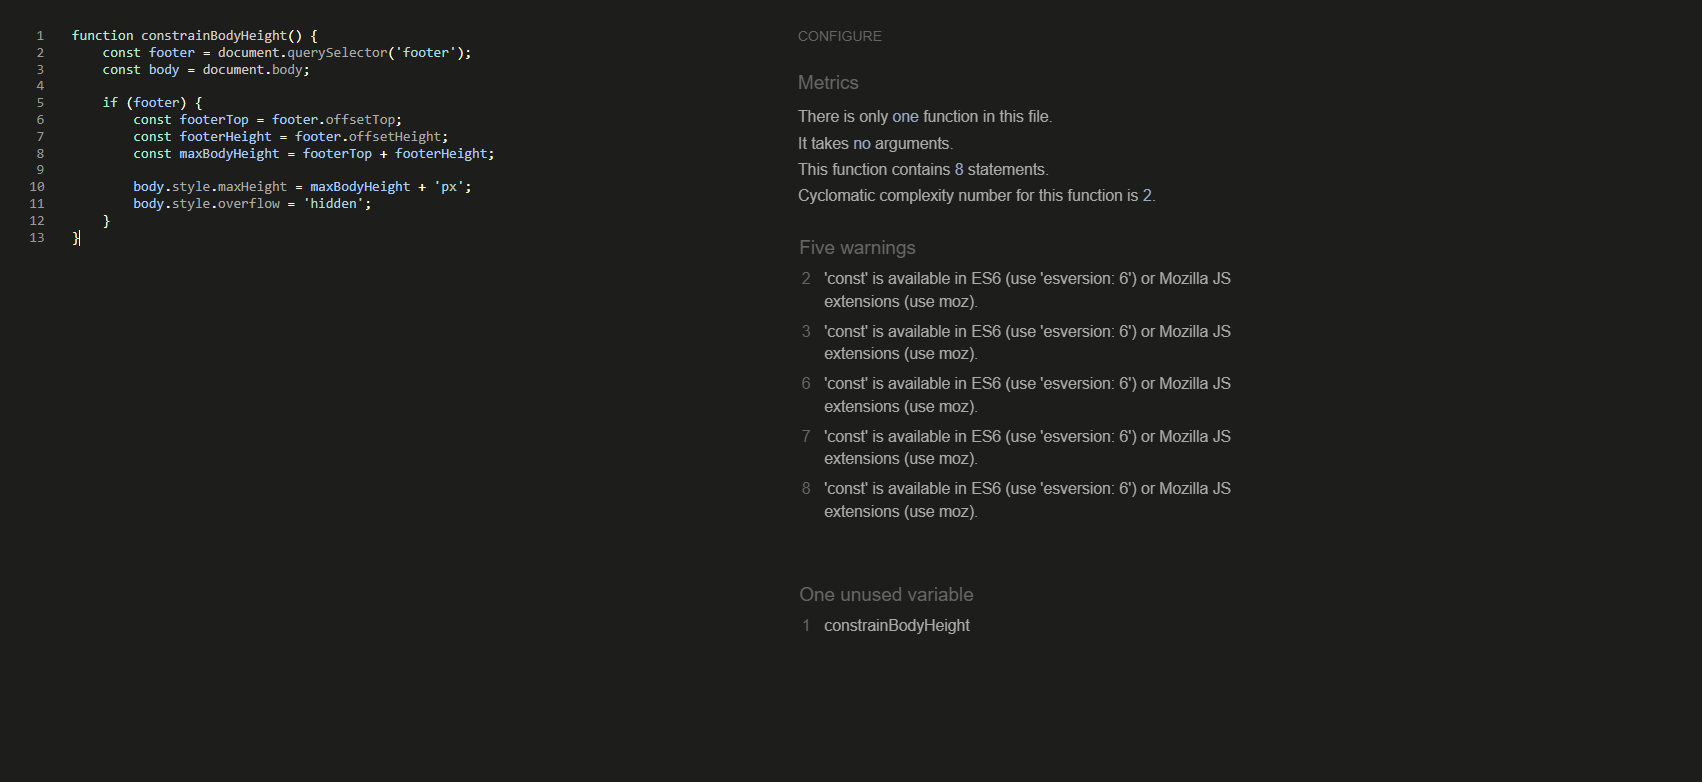 1 function constrainBodyHeight() {
2 const footer = document.querySelector('footer');
3 const body = document.body;
4
5 if (footer) {
6 const footerTop = footer.offsetTop;
7 const footerHeight = footer.offsetHeight;
8 const maxBodyHeight = footerTop + footerHeight;
9
10 body.style.maxHeight = maxBodyHeight + 'px';
11 body.style.overflow = 'hidden';
12 }
13 }
CONFIGURE
Metrics
There is only one function in this file.
It takes no arguments.
This function contains 8 statements.
Cyclomatic complexity number for this function is 2.
Five warnings
2 'const' is available in ES6 (use 'esversion: 6') or Mozilla JS
extensions (use moz).
3 'const' is available in ES6 (use 'esversion: 6') or Mozilla JS
extensions (use moz).
6 'const' is available in ES6 (use 'esversion: 6') or Mozilla JS
extensions (use moz).
7 'const' is available in ES6 (use 'esversion: 6') or Mozilla JS
extensions (use moz).
8 'const' is available in ES6 (use 'esversion: 6') or Mozilla JS
extensions (use moz).
One unused variable
1 constrainBodyHeight